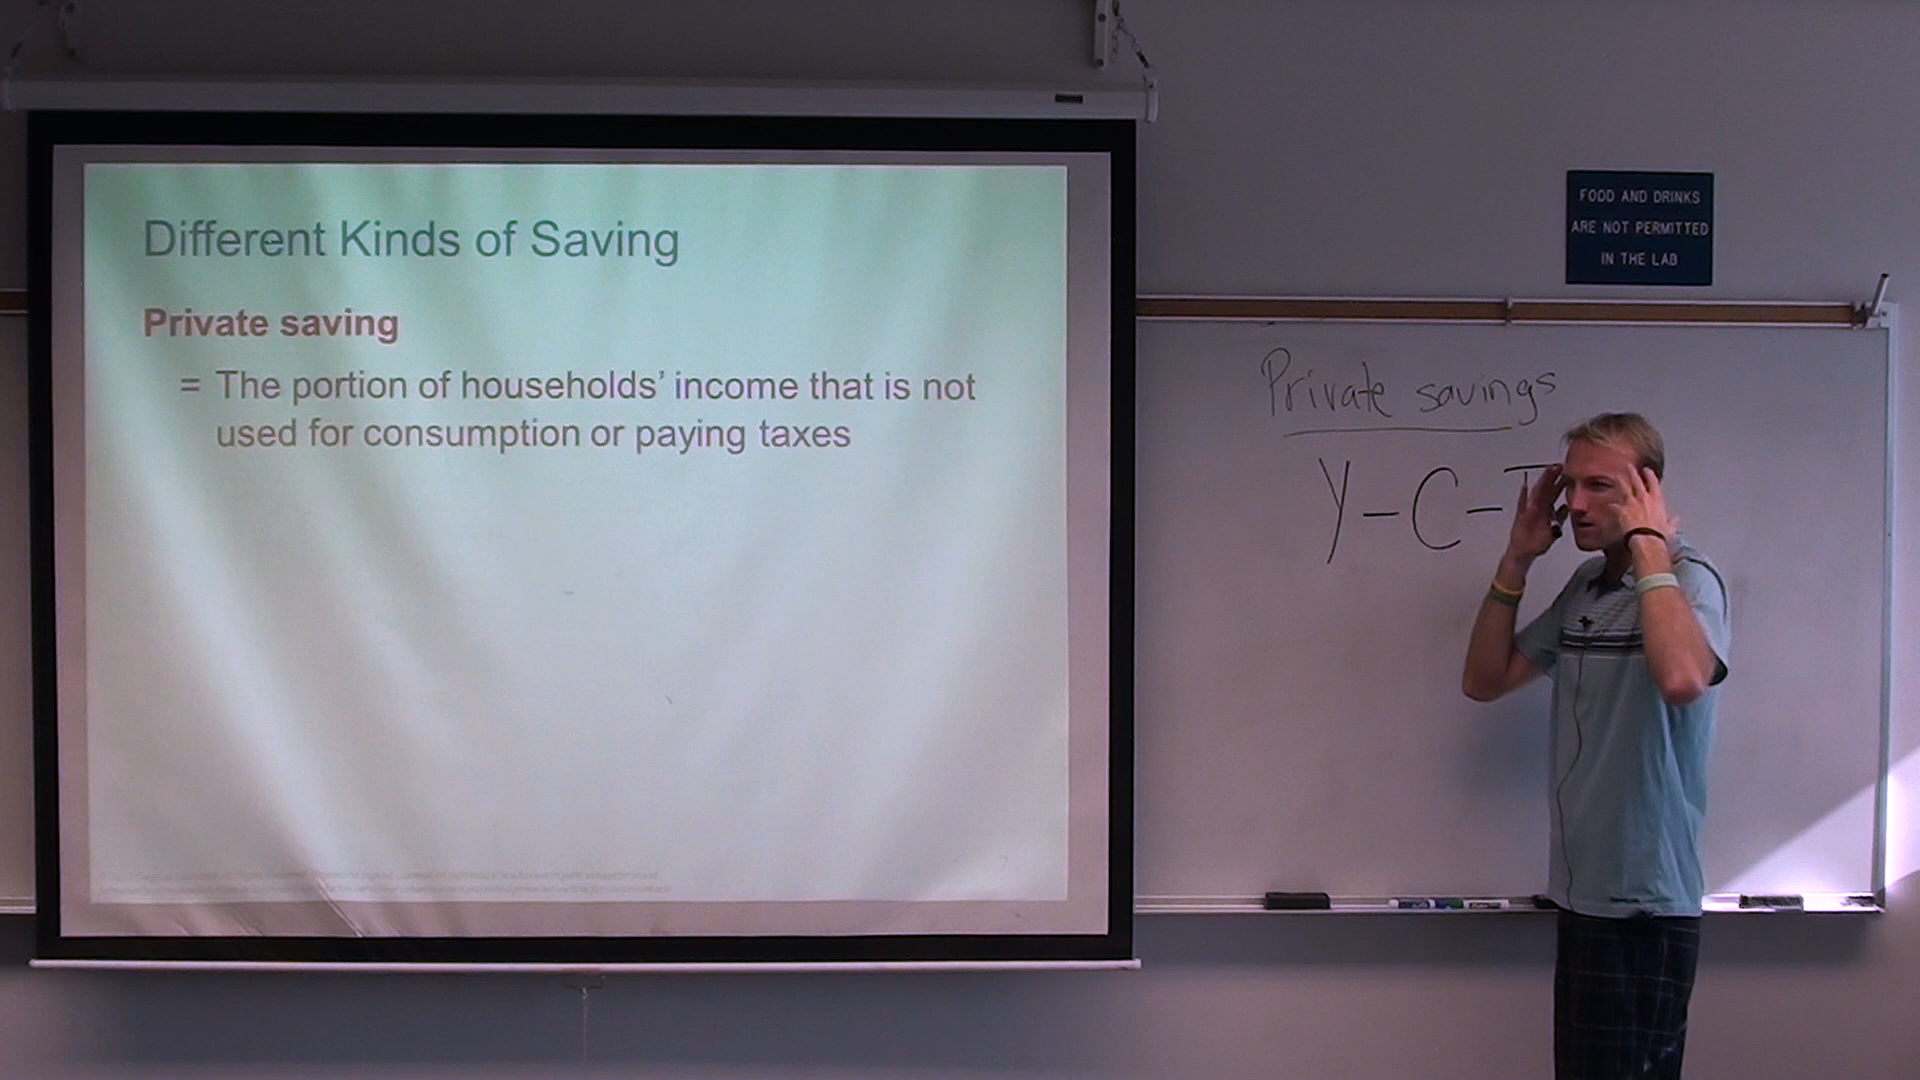 Different Kinds of Saving
Private saving
= The portion of households’ income that is not
used for consumption or paying taxes
7
FOOD AND DRINKS
ARE NOT PERMITTED
IN THE LAB
Private savings
Y – C – T